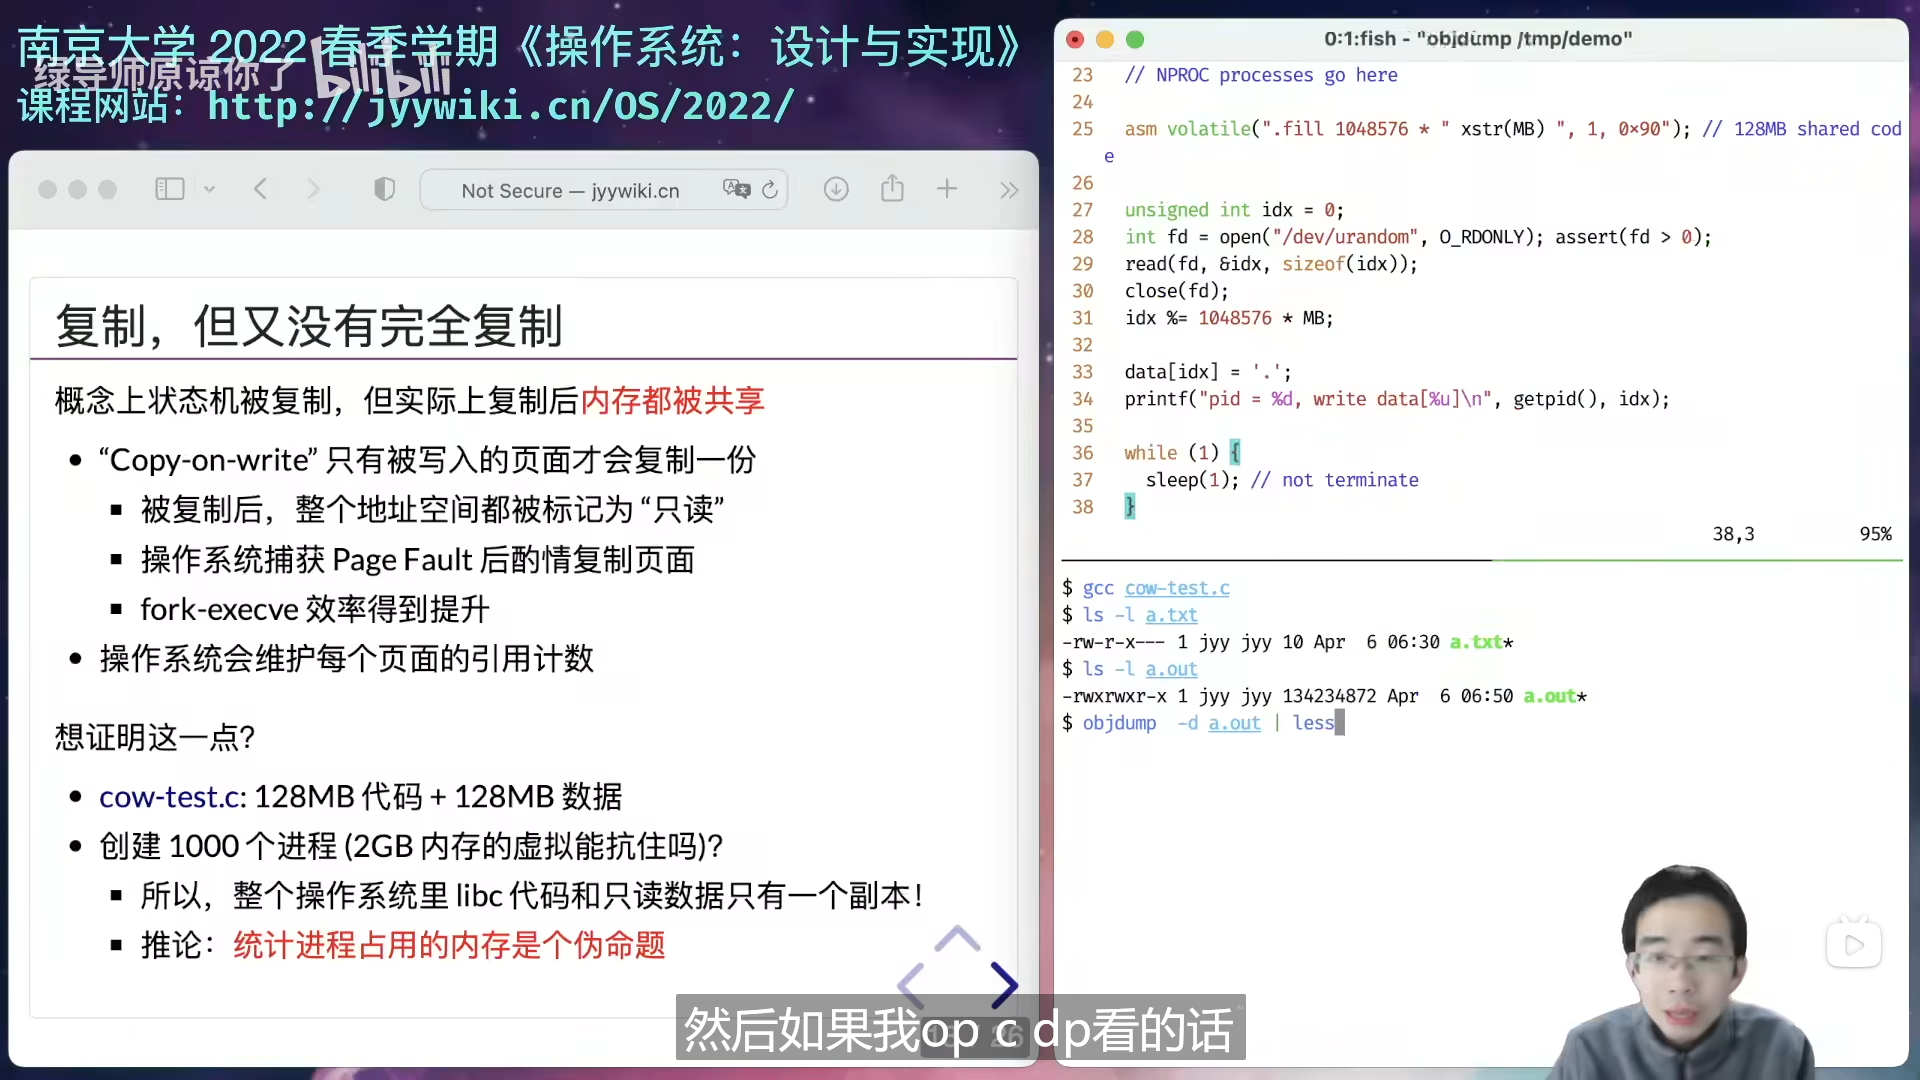 南京大学 2022 春季学期《操作系统：设计与实现》
绿导师原谅你了 bilibili
课程网站：http://jyywiki.cn/OS/2022/
Not Secure — jyywiki.cn
复制，但又没有完全复制
概念上状态机被复制，但实际上复制后内存都被共享
“Copy-on-write” 只有被写入的页面才会复制一份
被复制后，整个地址空间都被标记为 “只读”
操作系统捕获 Page Fault 后酌情复制页面
fork-execve 效率得到提升
操作系统会维护每个页面的引用计数
想证明这一点？
cow-test.c: 128MB 代码 + 128MB 数据
创建 1000 个进程 (2GB 内存的虚拟能抗住吗)?
所以，整个操作系统里 libc 代码和只读数据只有一个副本！
推论：统计进程占用的内存是个伪命题
0:1:fish - "objdump /tmp/demo"
23 // NPROC processes go here
24
25 asm volatile(".fill 1048576 * " xstr(MB) ", 1, 0×90"); // 128MB shared cod
e
26
27 unsigned int idx = 0;
28 int fd = open("/dev/urandom", O_RDONLY); assert(fd > 0);
29 read(fd, &idx, sizeof(idx));
30 close(fd);
31 idx %= 1048576 * MB;
32
33 data[idx] = '.';
34 printf("pid = %d, write data[%u]\n", getpid(), idx);
35
36 while (1) {
37 sleep(1); // not terminate
38 }
38,3 95%
$ gcc cow-test.c
$ ls -l a.txt
-rw-r-x--- 1 jyy jyy 10 Apr  6 06:30 a.txt*
$ ls -l a.out
-rwxrwxr-x 1 jyy jyy 134234872 Apr  6 06:50 a.out*
$ objdump  -d a.out | less
然后如果我op c dp看的话